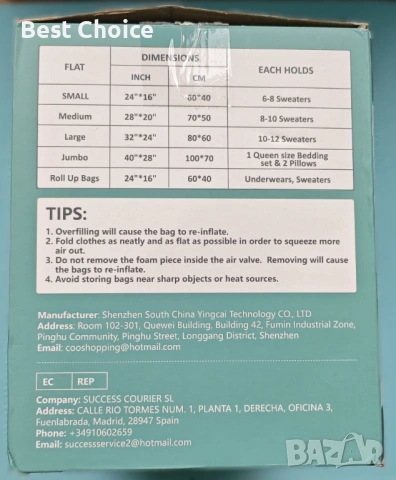 Best Choice
FLAT DIMENSIONS EACH HOLDS
INCH CM
SMALL 24"*16" 60*40 6-8 Sweaters
Medium 28"*20" 70*50 8-10 Sweaters
Large 32"*24" 80*60 10-12 Sweaters
Jumbo 40"*28" 100*70 1 Queen size Bedding
set & 2 Pillows
Roll Up Bags 24"*16" 60*40 Underwears, Sweaters
TIPS:
1. Overfilling will cause the bag to re-inflate.
2. Fold clothes as neatly and as flat as possible in order to squeeze more
air out.
3. Do not remove the foam piece inside the air valve. Removing will cause
the bags to re-inflate.
4. Avoid storing bags near sharp objects or heat sources.
Manufacturer: Shenzhen South China Yingcai Technology CO., LTD
Address: Room 102-301, Quewei Building, Building 42, Fumin Industrial Zone,
Pinghu Community, Pinghu Street, Longgang District, Shenzhen
Email: cooshopping@hotmail.com
EC REP
Company: SUCCESS COURIER SL
Address: CALLE RIO TORMES NUM. 1, PLANTA 1, DERECHA, OFICINA 3,
Fuenlabrada, Madrid, 28947 Spain
Phone: +34910602659
Email: successservice2@hotmail.com
bazar.bg